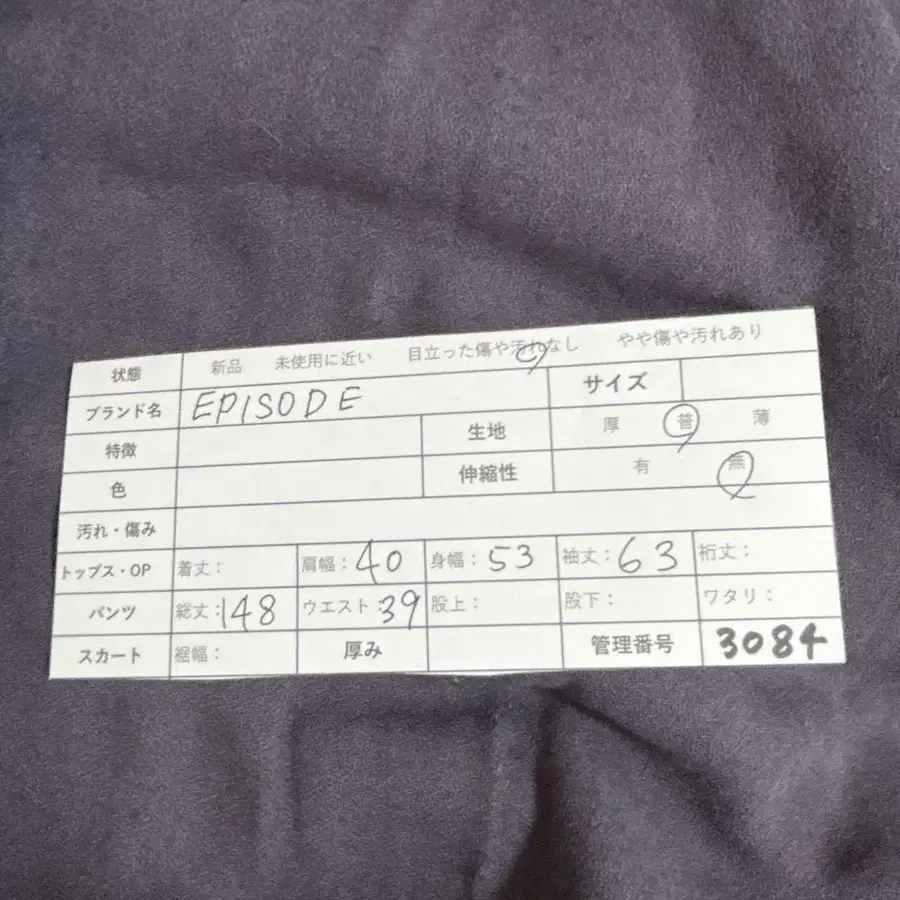 状態 新品 未使用に近い 目立った傷や汚れなし やや傷や汚れあり
ブランド名 EPISODE サイズ
特徴 生地 厚 普 薄
色 伸縮性 有 無
汚れ・傷み
トップス・OP 着丈: 肩幅:40 身幅:53 袖丈:63 裄丈:
パンツ 総丈:148 ウエスト:39 股上: 股下: ワタリ:
スカート 裾幅: 厚み 管理番号 3084